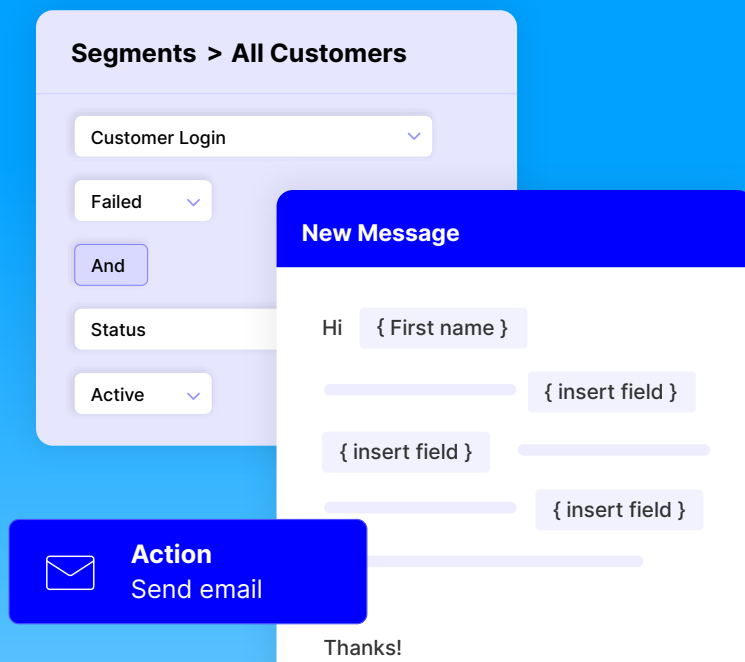 Segments > All Customers
Customer Login
Failed
And
Status
Active
New Message
Hi { First name }
{ insert field }
{ insert field }
{ insert field }
Thanks!
Action
Send email